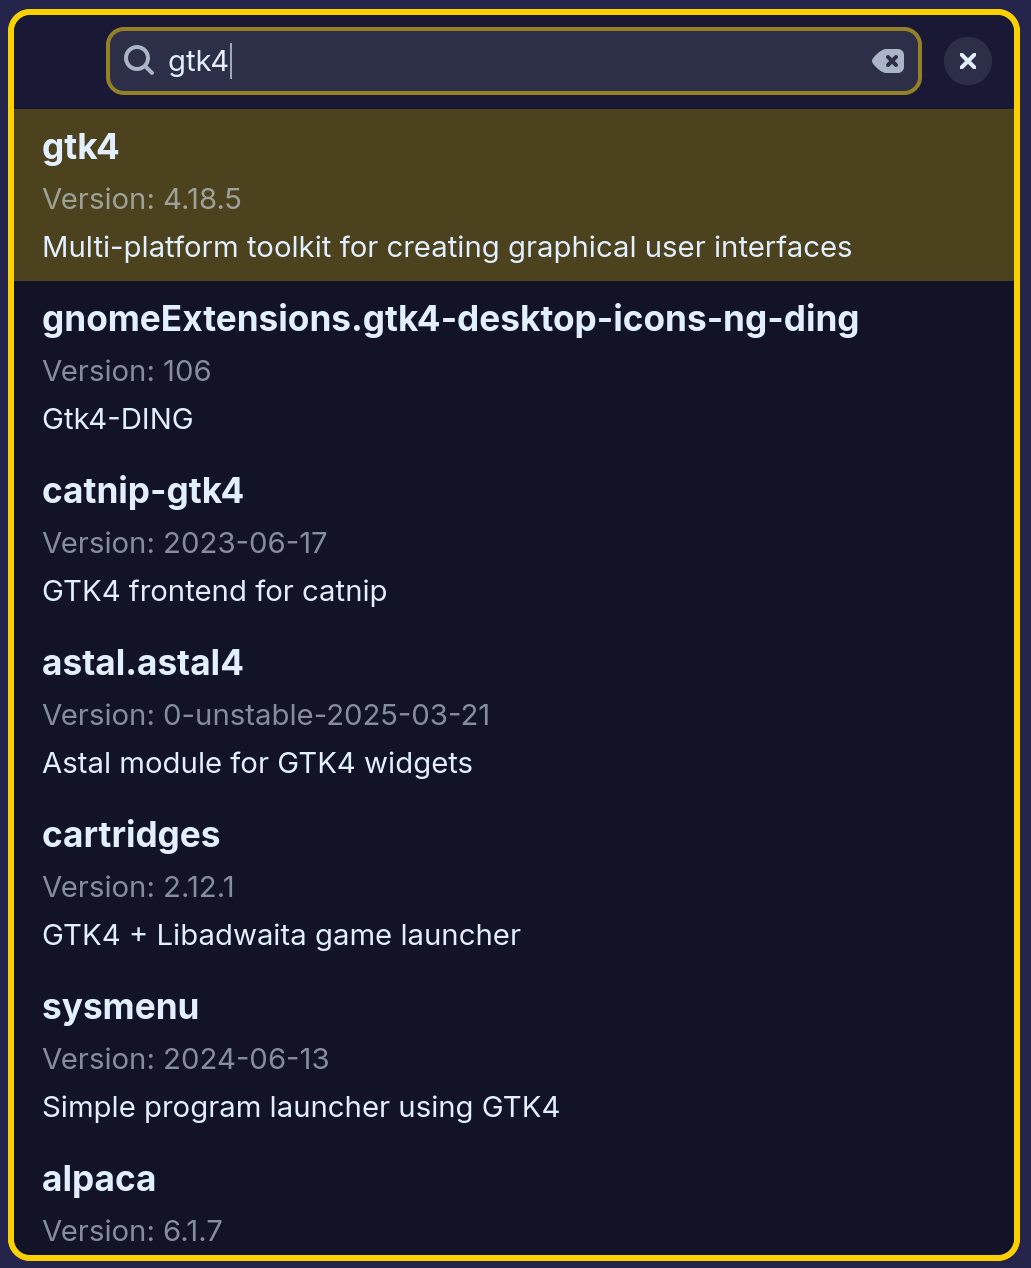 gtk4
gtk4
Version: 4.18.5
Multi-platform toolkit for creating graphical user interfaces
gnomeExtensions.gtk4-desktop-icons-ng-ding
Version: 106
Gtk4-DING
catnip-gtk4
Version: 2023-06-17
GTK4 frontend for catnip
astal.astal4
Version: 0-unstable-2025-03-21
Astal module for GTK4 widgets
cartridges
Version: 2.12.1
GTK4 + Libadwaita game launcher
sysmenu
Version: 2024-06-13
Simple program launcher using GTK4
alpaca
Version: 6.1.7